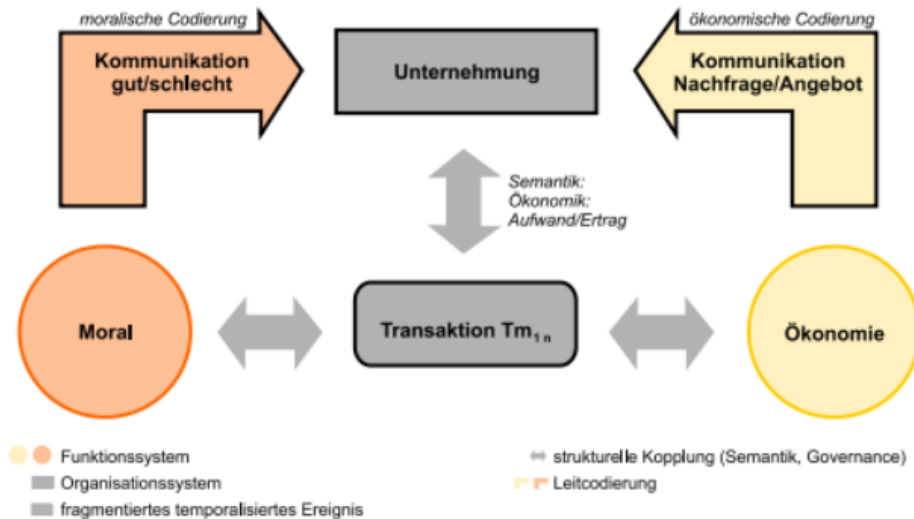 moralische Codierung
ökonomische Codierung
Kommunikation
gut/schlecht
Unternehmung
Kommunikation
Nachfrage/Angebot
Semantik:
Ökonomik:
Aufwand/Ertrag
Moral
Transaktion Tm1 n
Ökonomie
Funktionssystem
Organisationssystem
fragmentiertes temporalisiertes Ereignis
strukturelle Kopplung (Semantik, Governance)
Leitcodierung